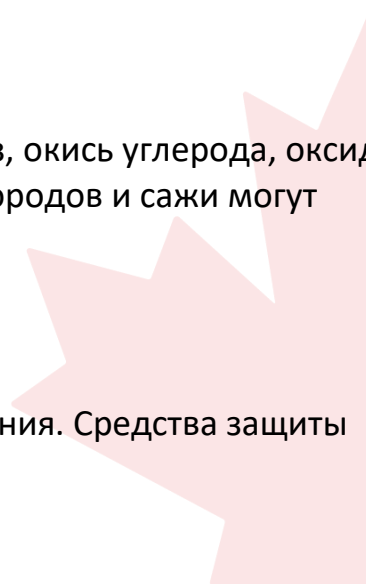 , окись углерода, оксид
ородов и сажи могут
ния. Средства защиты